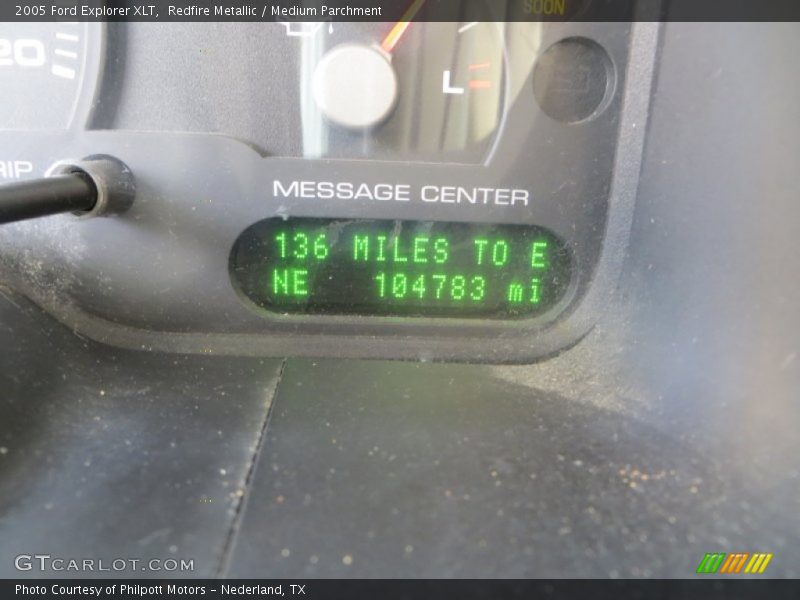 2005 Ford Explorer XLT,  Redfire Metallic / Medium Parchment
SOON
20
L
RIP
MESSAGE CENTER
136 MILES TO E
NE 104783 mi
GTCARLOT.COM
Photo Courtesy of Philpott Motors – Nederland, TX